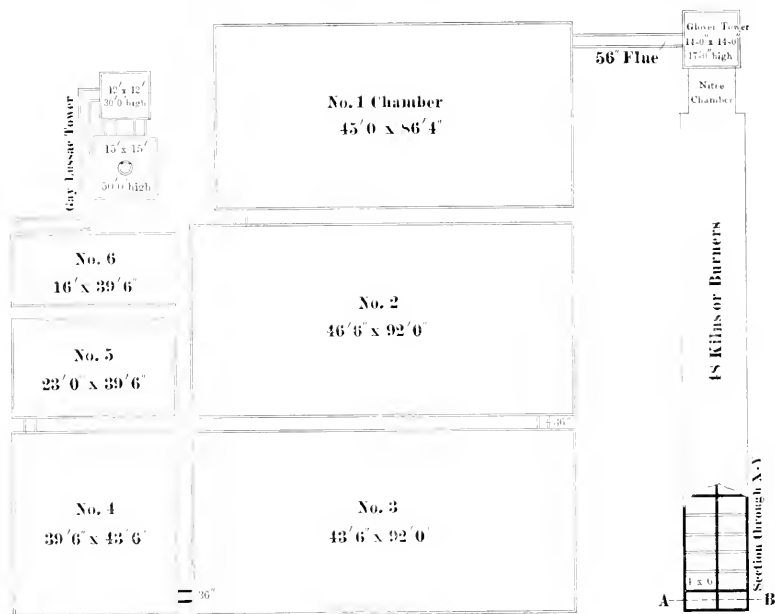 Glover Tower
14-0" x 14-0"
17-0" high
56" Flue
Nitre
Chamber
No. 1 Chamber
45'0 x 86'4"
12' x 12'
30'0' high
15' x 15'
50'0' high
Gay Lussac Tower
No. 6
16' x 39'6"
No. 2
46'6" x 92'0"
48 Kilns or Burners
No. 5
23'0" x 39'6"
36"
No. 4
39'6" x 43'6"
No. 3
43'6" x 92'0"
Section through X-Y
36"
A
B